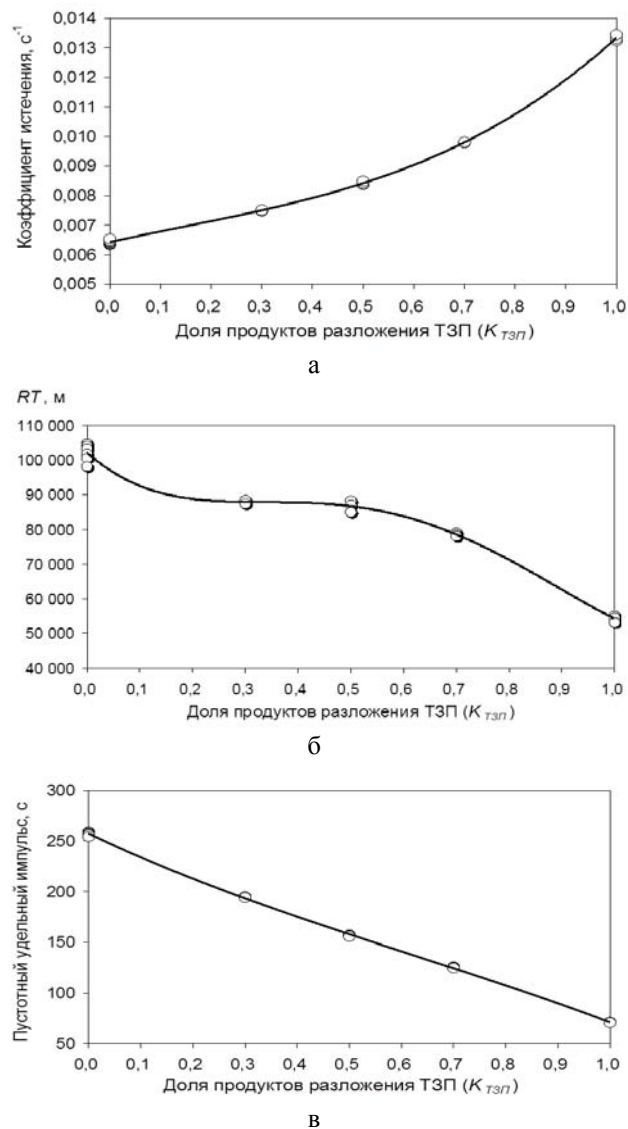 0,014
0,013
0,012
0,011
0,010
0,009
0,008
0,007
0,006
0,005
Коэффициент истечения, с⁻¹
0,0 0,1 0,2 0,3 0,4 0,5 0,6 0,7 0,8 0,9 1,0
Доля продуктов разложения ТЗП (K ТЗП)
а
RT, м
110 000
100 000
90 000
80 000
70 000
60 000
50 000
40 000
0,0 0,1 0,2 0,3 0,4 0,5 0,6 0,7 0,8 0,9 1,0
Доля продуктов разложения ТЗП (K ТЗП)
б
300
250
200
150
100
50
Пустотный удельный импульс, с
0,0 0,1 0,2 0,3 0,4 0,5 0,6 0,7 0,8 0,9 1,0
Доля продуктов разложения ТЗП (K ТЗП)
в